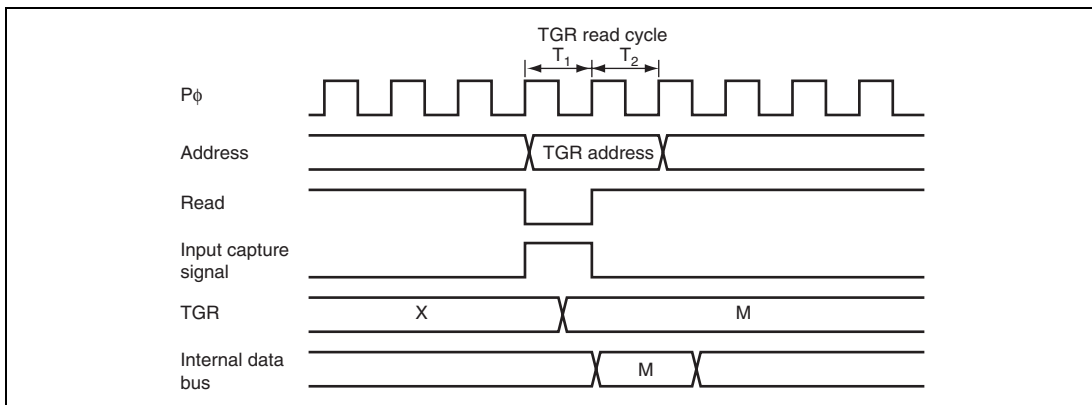 TGR read cycle
T1 T2
Pϕ
Address
TGR address
Read
Input capture
signal
TGR
X
M
Internal data
bus
M